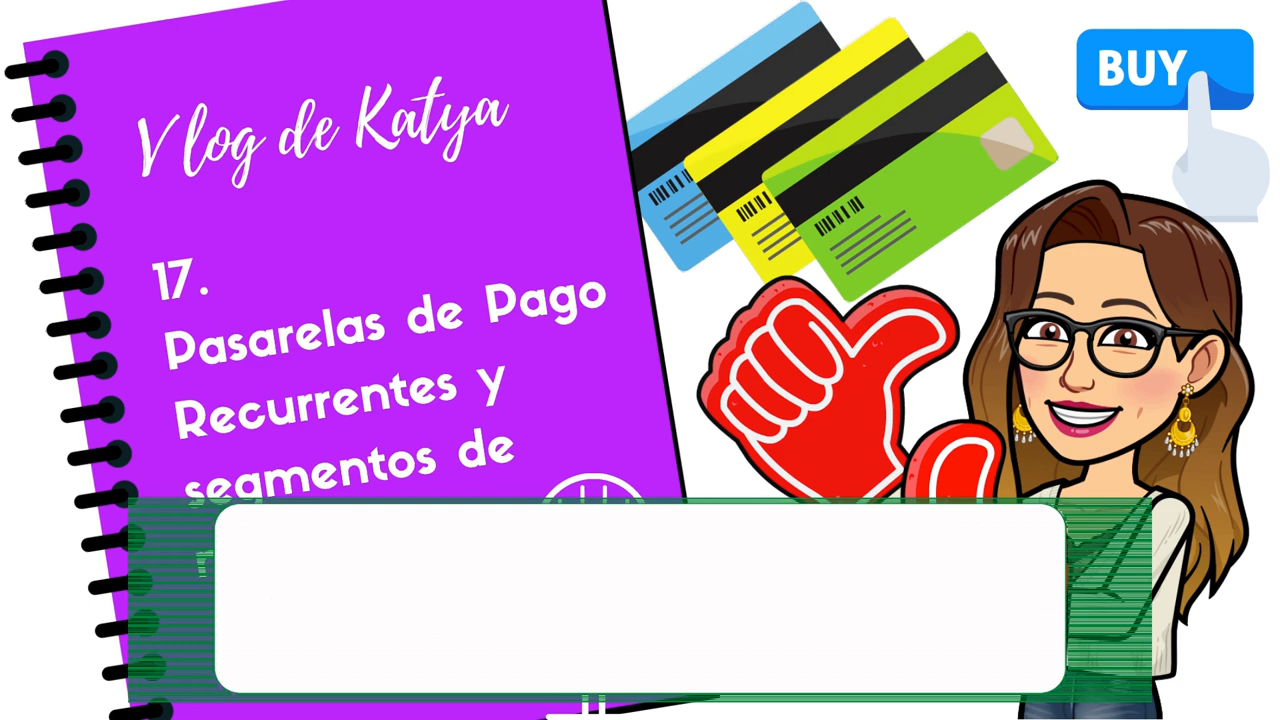 Vlog de Katya
17.
Pasarelas de Pago
Recurrentes y
segmentos de
BUY